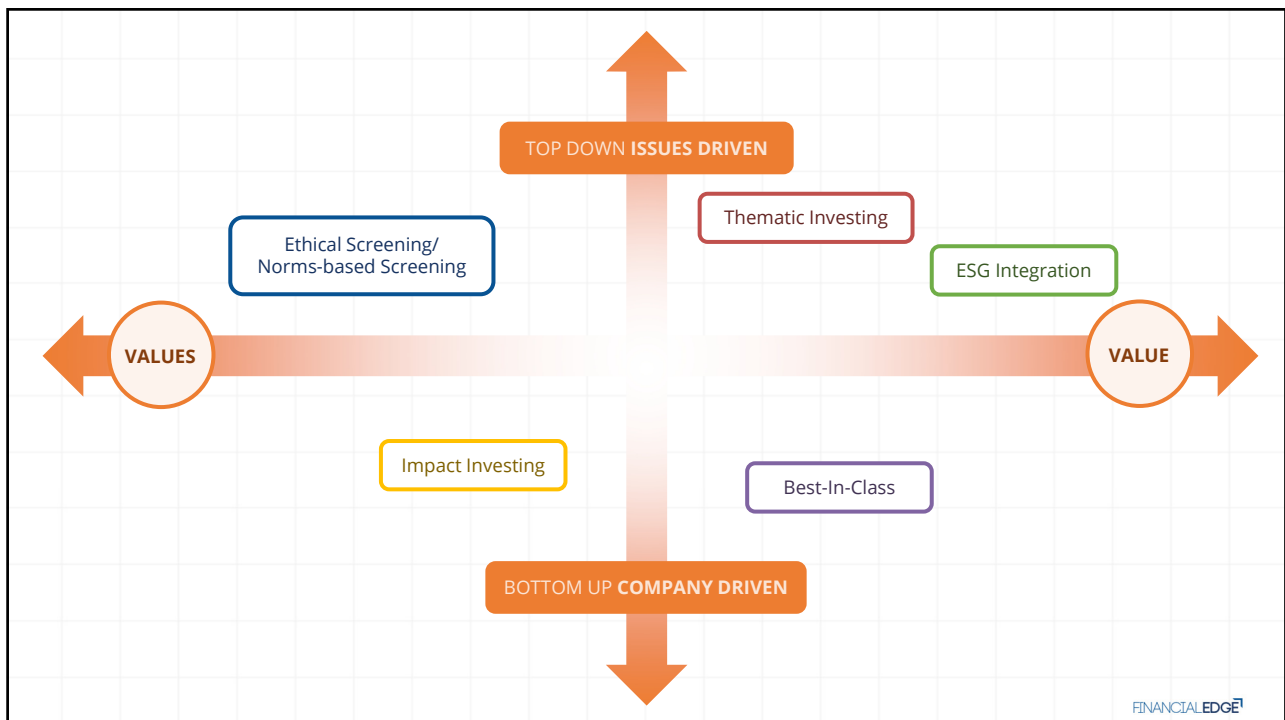 TOP DOWN ISSUES DRIVEN
Thematic Investing
Ethical Screening/
Norms-based Screening
ESG Integration
VALUES
VALUE
Impact Investing
Best-In-Class
BOTTOM UP COMPANY DRIVEN
FINANCIALEDGE